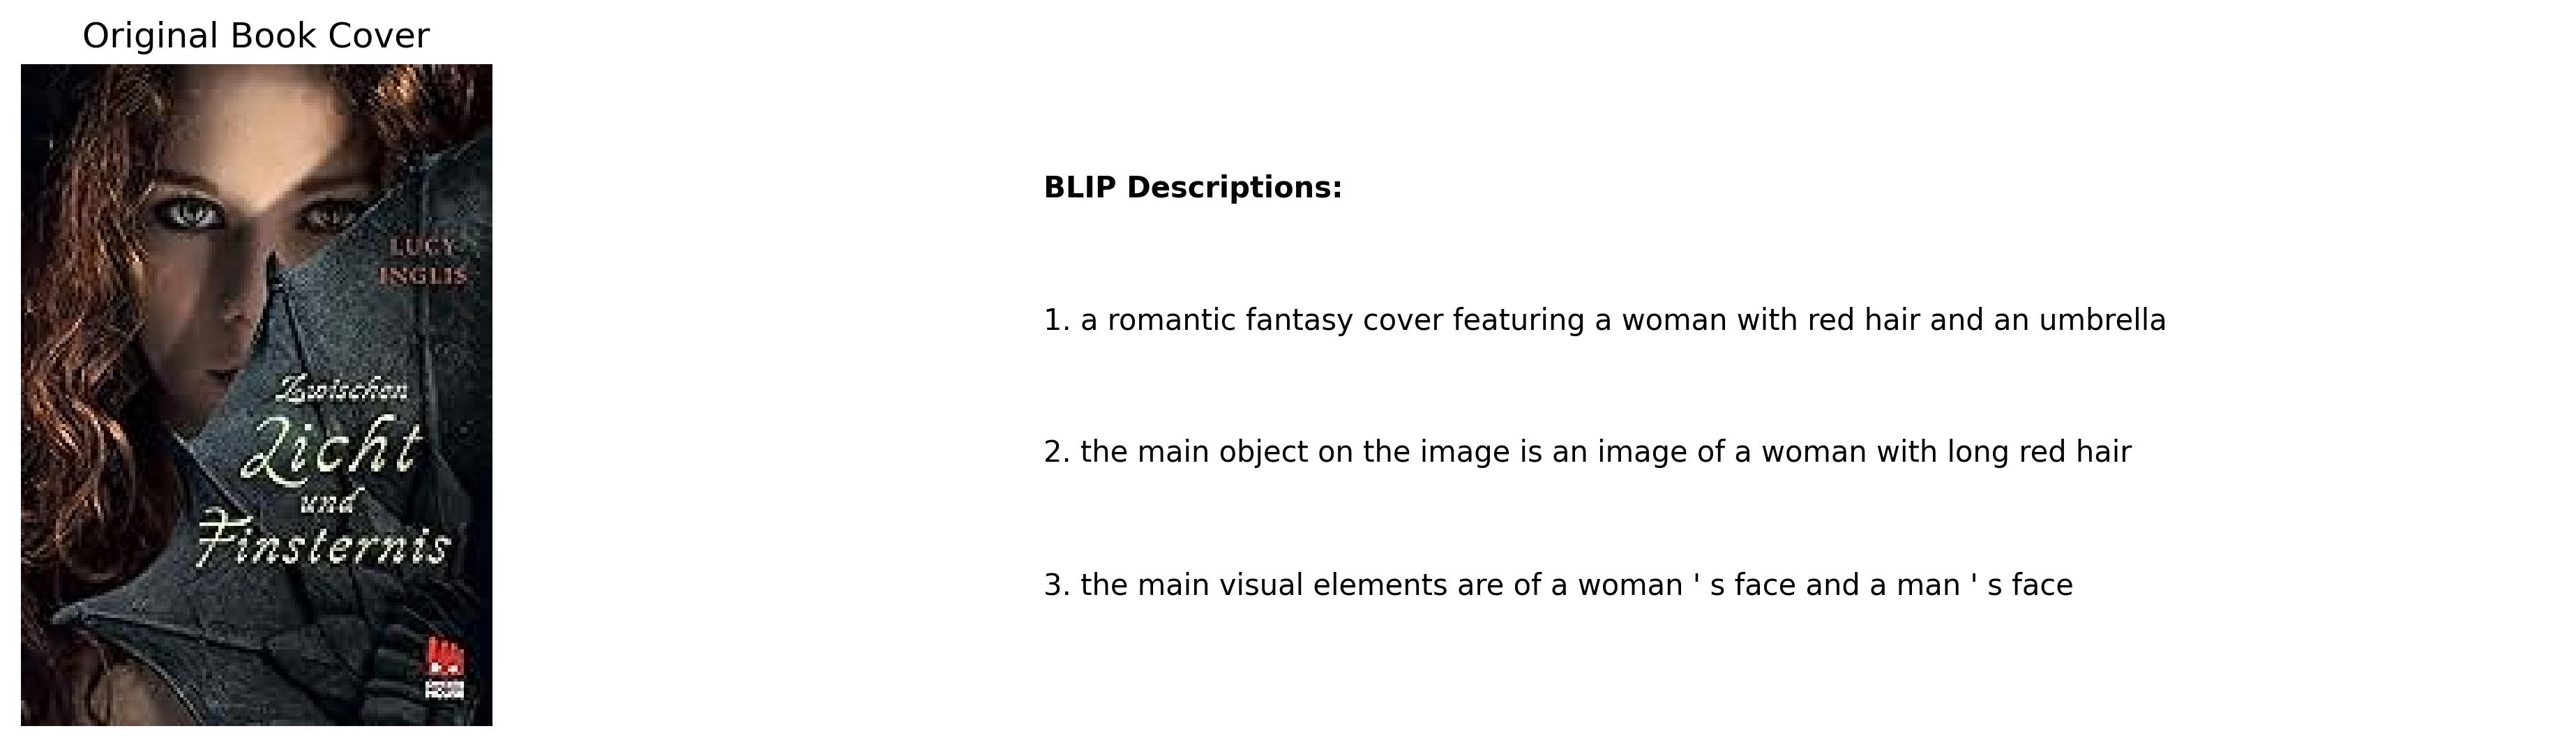 Original Book Cover
LUCY
INGLIS
Zwischen
Licht
und
Finsternis
BLIP Descriptions:
1. a romantic fantasy cover featuring a woman with red hair and an umbrella
2. the main object on the image is an image of a woman with long red hair
3. the main visual elements are of a woman ' s face and a man ' s face